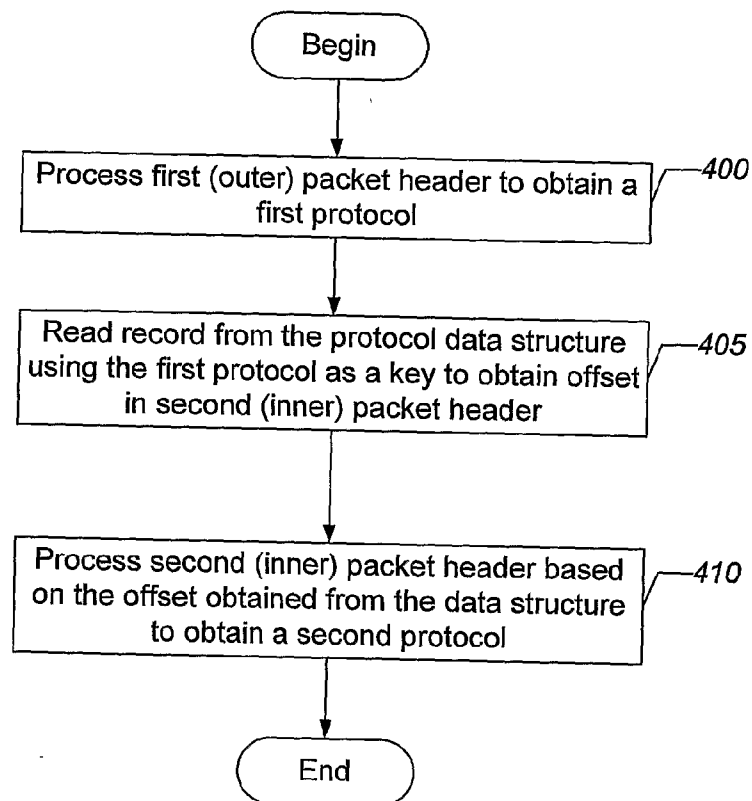 Begin
Process first (outer) packet header to obtain a
first protocol
400
Read record from the protocol data structure
using the first protocol as a key to obtain offset
in second (inner) packet header
405
Process second (inner) packet header based
on the offset obtained from the data structure
to obtain a second protocol
410
End